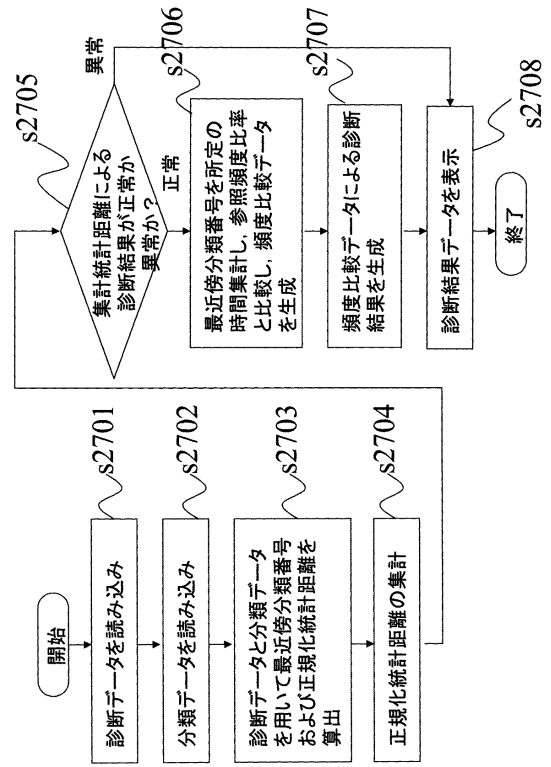 開始
診断データを読み込み
s2701
分類データを読み込み
s2702
診断データと分類データ
を用いて最近傍分類番号
および正規化統計距離を
算出
s2703
正規化統計距離の集計
s2704
集計統計距離による
診断結果が正常か
異常か?
s2705
異常
正常
最近傍分類番号を所定の
時間集計し，参照頻度比率
と比較し，頻度比較データ
を生成
s2706
頻度比較データによる診断
結果を生成
s2707
診断結果データを表示
s2708
終了